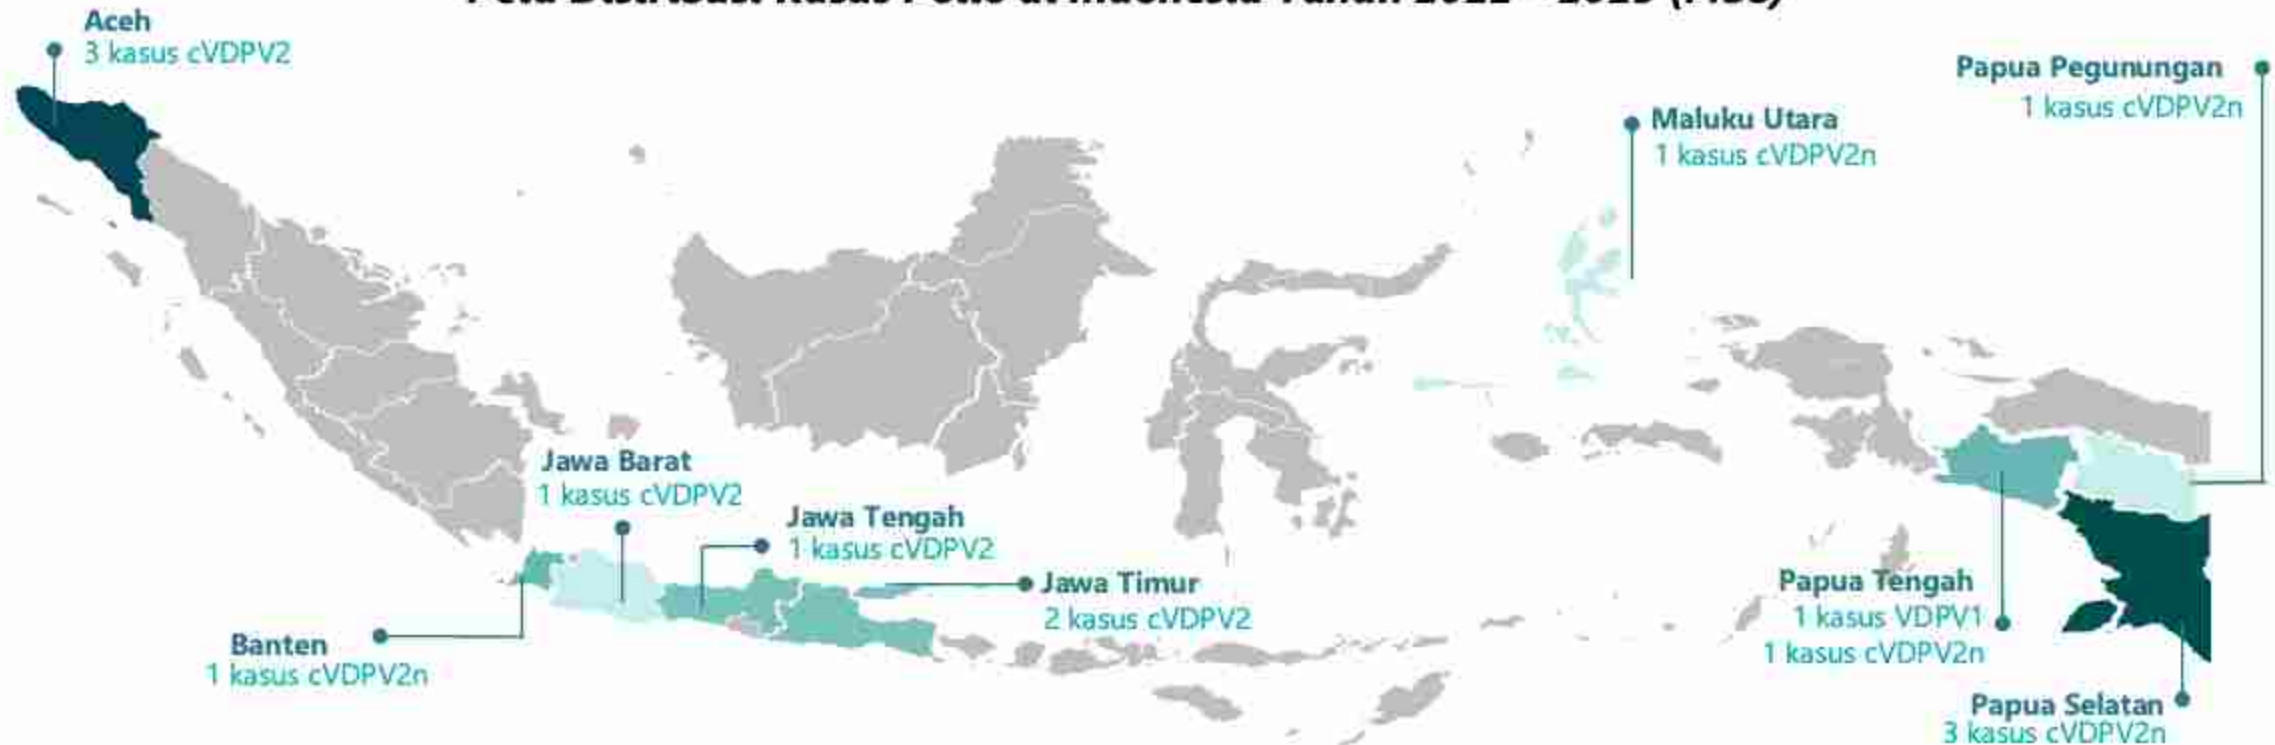 Aceh
3 kasus cVDPV2
Papua Pegunungan
1 kasus cVDPV2n
Maluku Utara
1 kasus cVDPV2n
Jawa Barat
1 kasus cVDPV2
Jawa Tengah
1 kasus cVDPV2
Jawa Timur
2 kasus cVDPV2
Banten
1 kasus cVDPV2n
Papua Tengah
1 kasus VDPV1
1 kasus cVDPV2n
Papua Selatan
3 kasus cVDPV2n